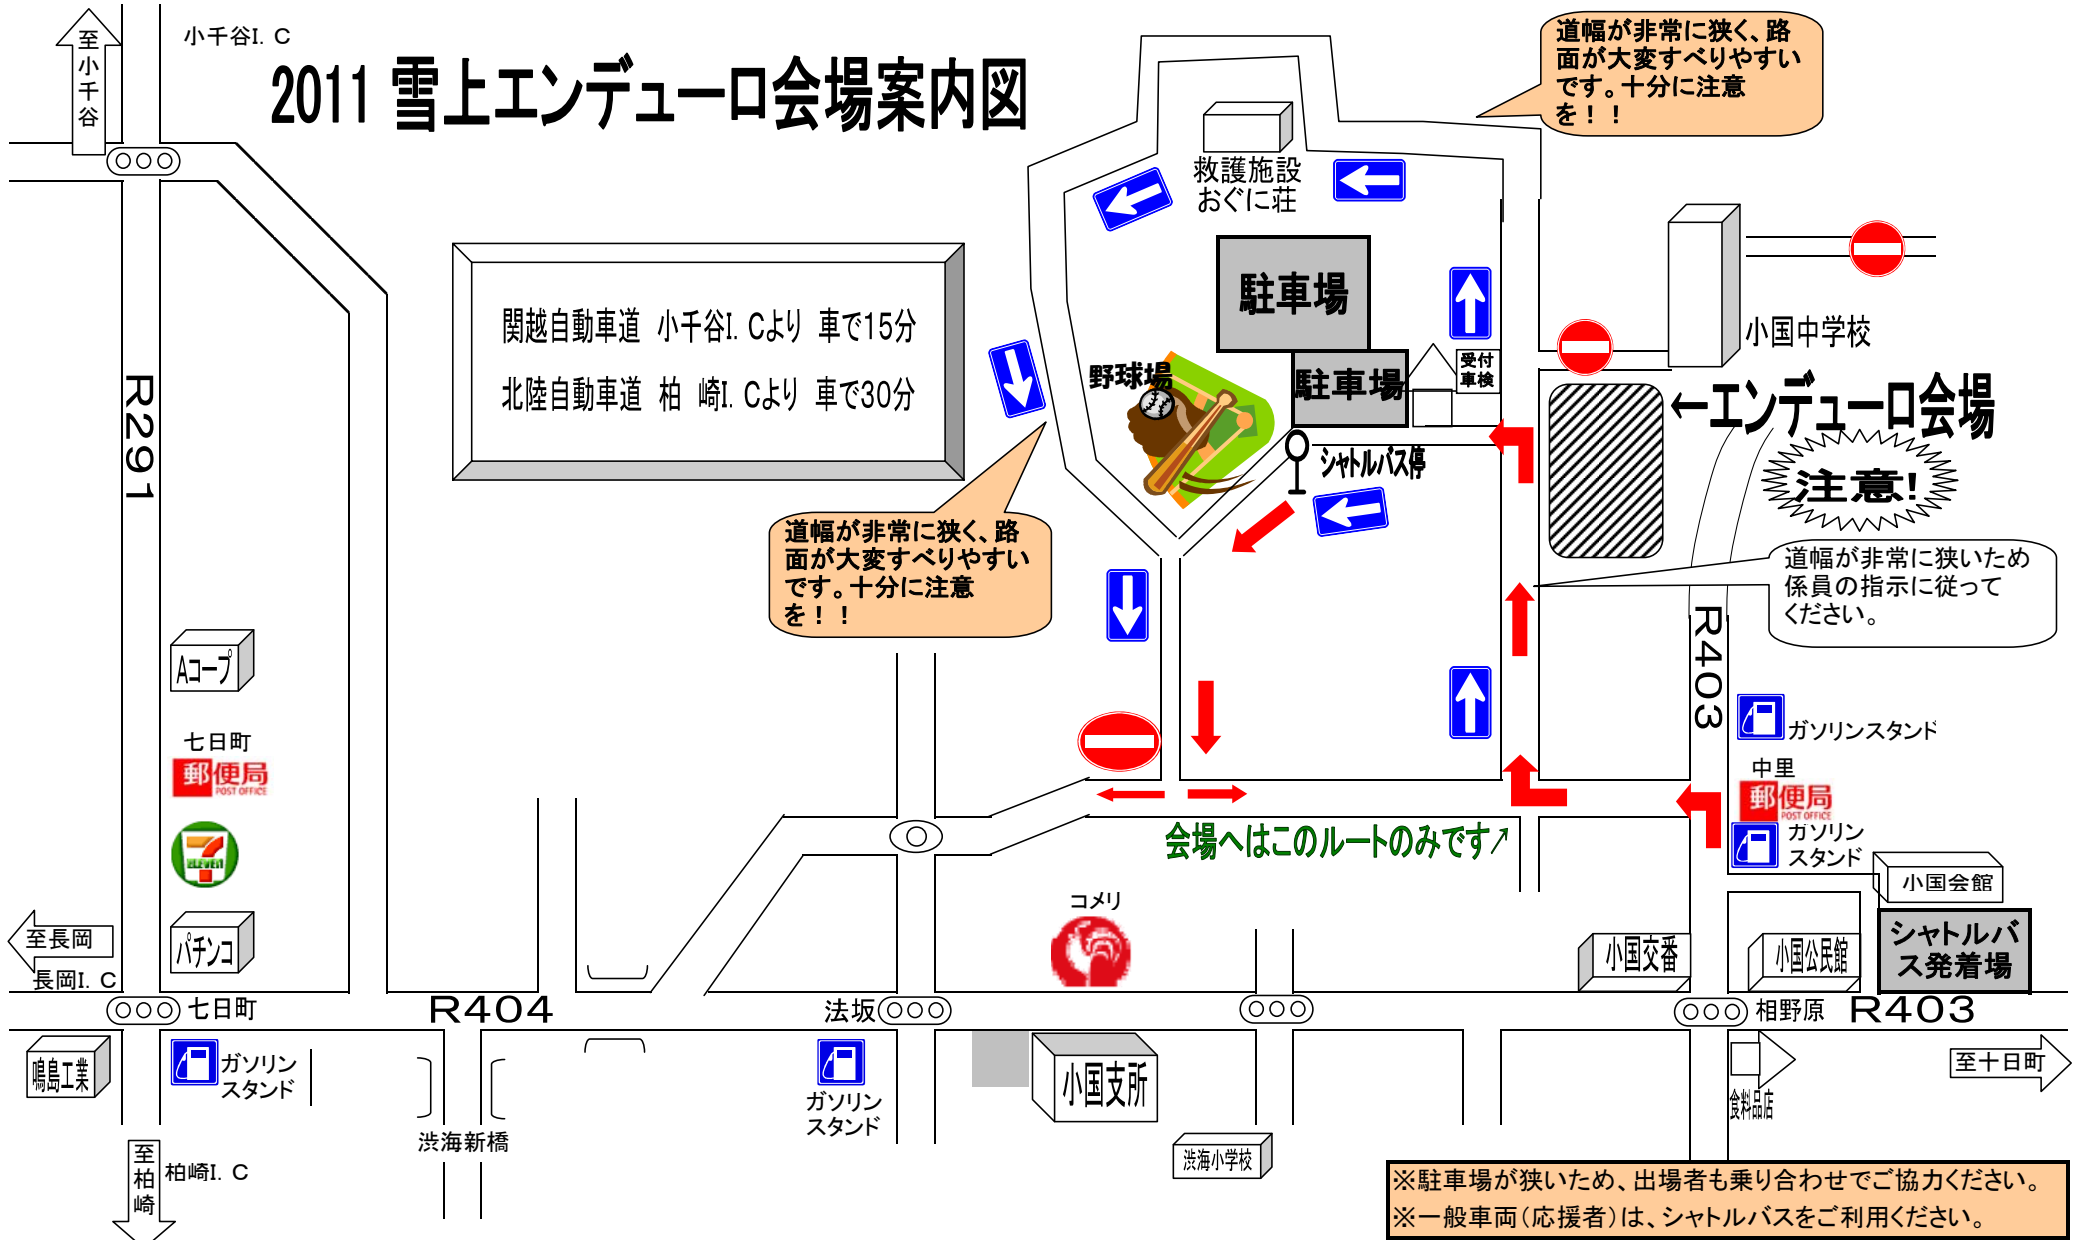 至小千谷
小千谷I. C
2011 雪上エンデューロ会場案内図
道幅が非常に狭く、路
面が大変すべりやすい
です。十分に注意
を！！
救護施設
おぐに荘
駐車場
関越自動車道 小千谷I. Cより 車で15分
北陸自動車道 柏 崎I. Cより 車で30分
小国中学校
受付
車検
駐車場
野球場
←エンデューロ会場
R291
シャトルバス停
注意!
道幅が非常に狭く、路
面が大変すべりやすい
です。十分に注意
を！！
道幅が非常に狭いため
係員の指示に従って
ください。
R403
Aコープ
ガソリンスタンド
七日町
郵便局
POST OFFICE
中里
郵便局
POST OFFICE
会場へはこのルートのみです↗
ガソリン
スタンド
7
ELEVEN
小国会館
コメリ
至長岡
長岡I. C
パチンコ
小国交番
小国公民館
シャトルバ
ス発着場
七日町
R404
法坂
相野原
R403
鳴島工業
ガソリン
スタンド
ガソリン
スタンド
小国支所
至十日町
食料品店
渋海新橋
渋海小学校
至柏崎
柏崎I. C
※駐車場が狭いため、出場者も乗り合わせでご協力ください。
※一般車両(応援者)は、シャトルバスをご利用ください。